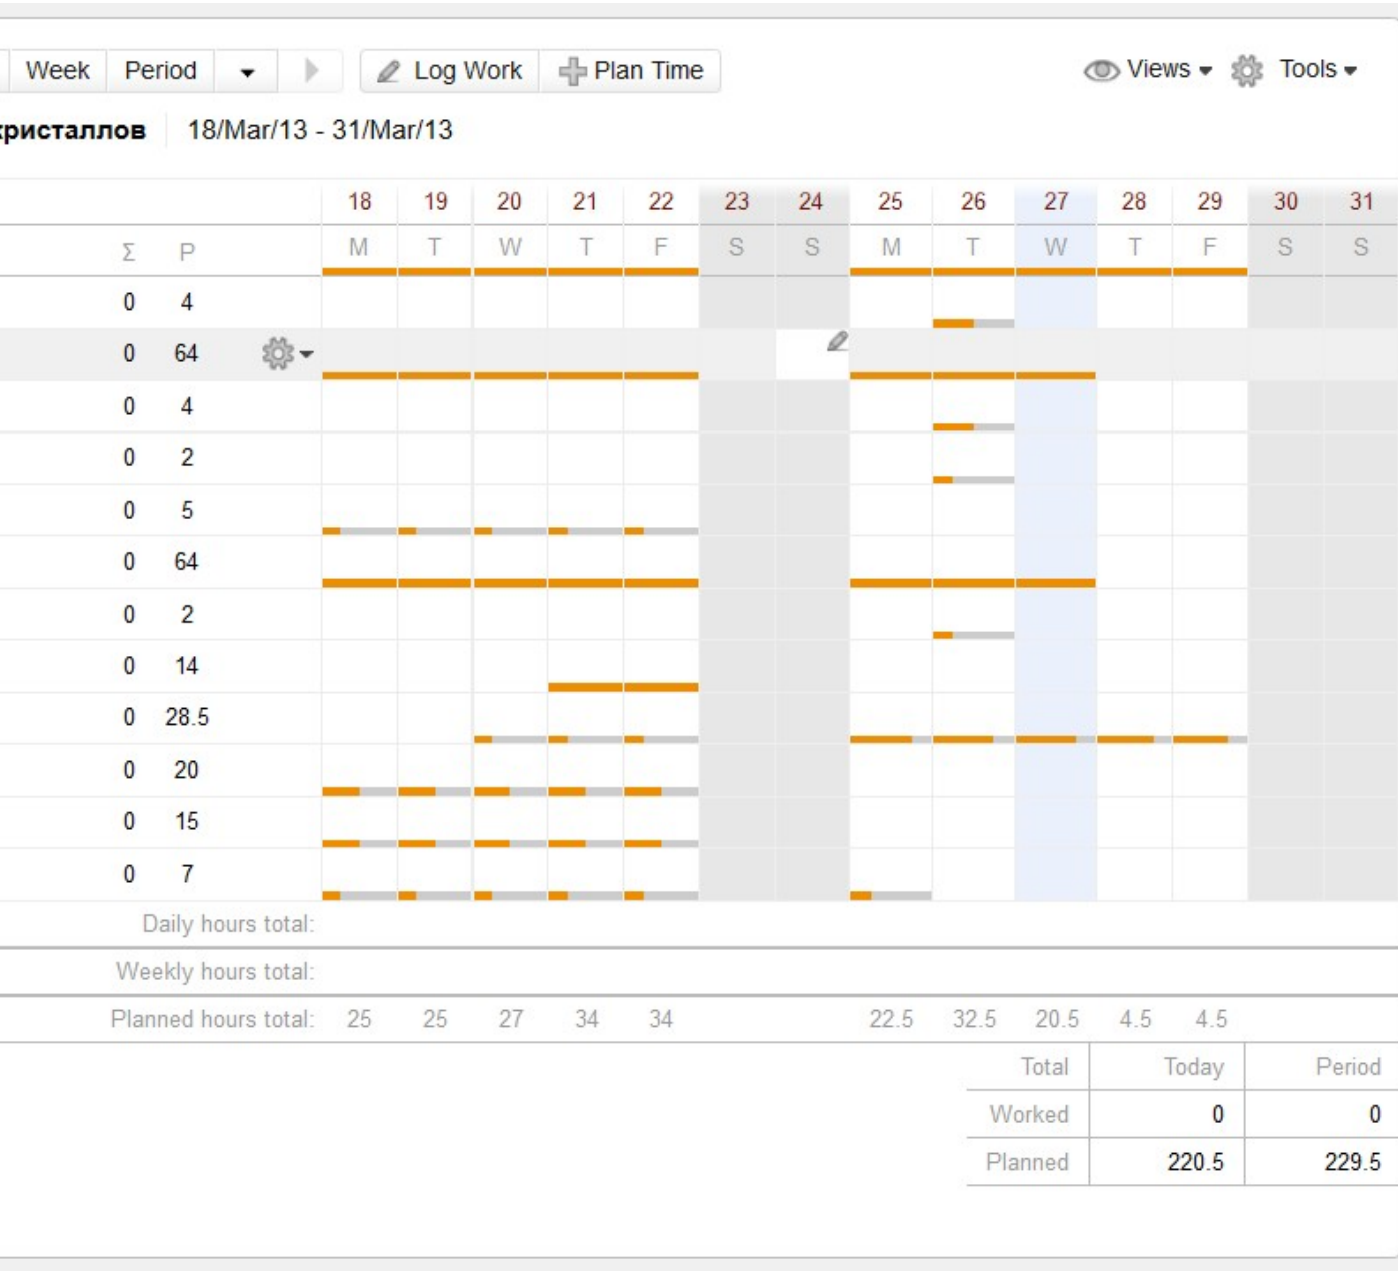 Week Period Log Work Plan Time Views Tools
кристаллов 18/Mar/13 - 31/Mar/13
18 19 20 21 22 23 24 25 26 27 28 29 30 31
Σ P M T W T F S S M T W T F S S
0 4
0 64
0 4
0 2
0 5
0 64
0 2
0 14
0 28.5
0 20
0 15
0 7
Daily hours total:
Weekly hours total:
Planned hours total: 25 25 27 34 34 22.5 32.5 20.5 4.5 4.5
Total Today Period
Worked 0 0
Planned 220.5 229.5